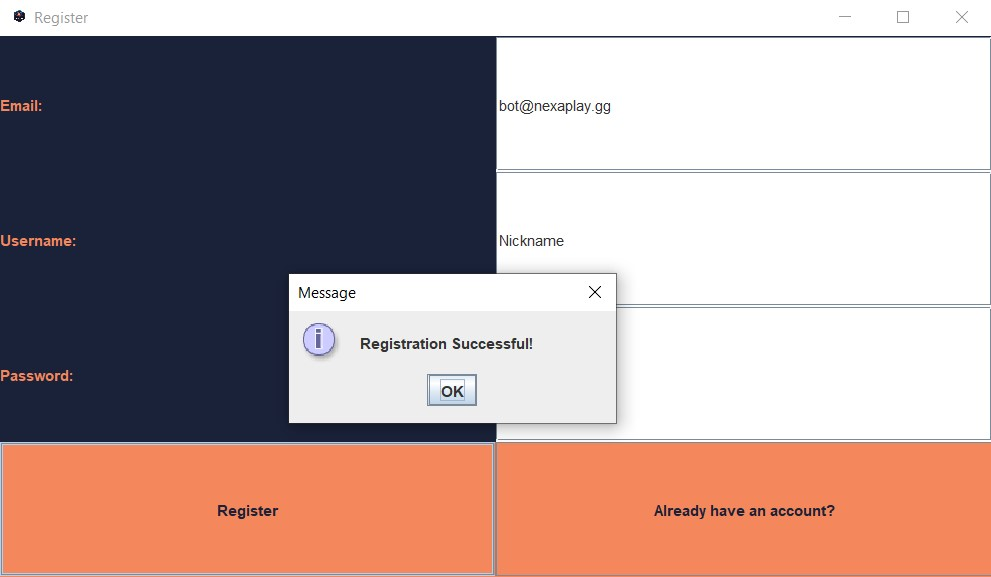 Register
Email:
bot@nexaplay.gg
Username:
Nickname
Message
i
Registration Successful!
OK
Password:
Register
Already have an account?